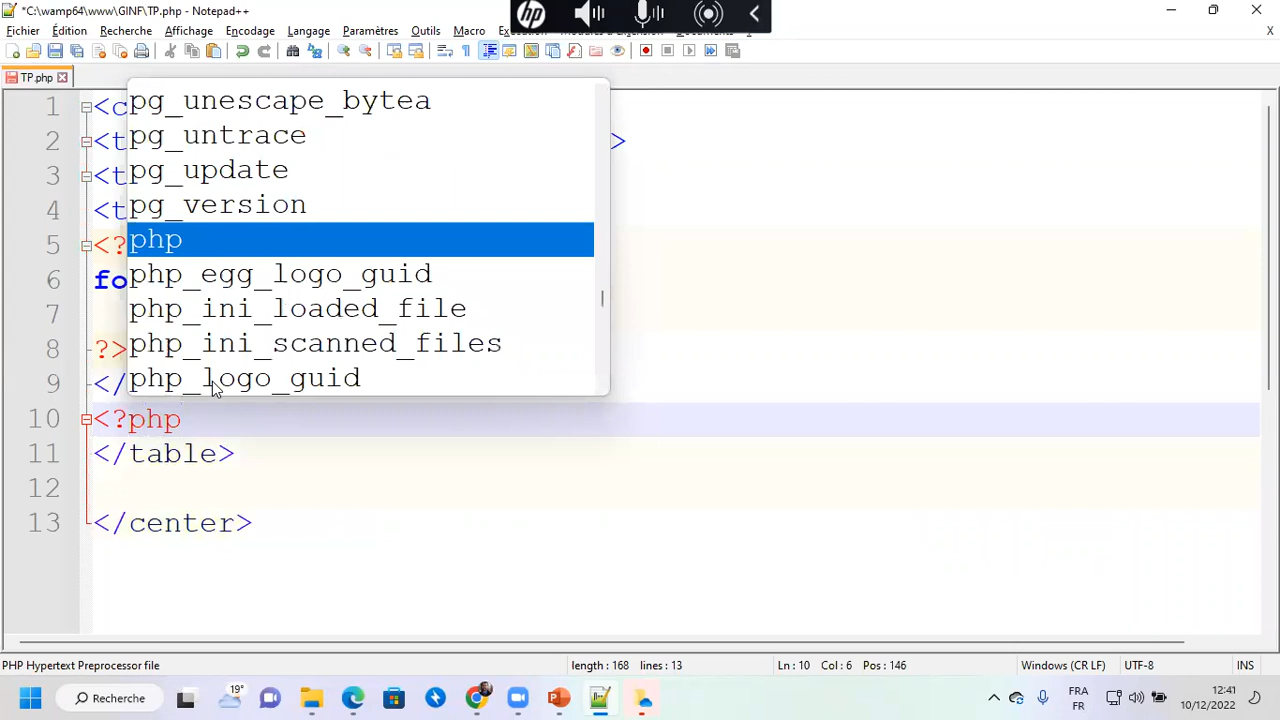 *C:\wamp64\www\GINF\TP.php - Notepad++
Fichier Édition Recherche Affichage Encodage Langage Paramètres Outils Macro
TP.php
1 <c
2 <t >
3 <t
4 <t
5 <?
6 fo
7
8 ?>
9 </
10 <?php
11 </table>
12
13 </center>
pg_unescape_bytea
pg_untrace
pg_update
pg_version
php
php_egg_logo_guid
php_ini_loaded_file
php_ini_scanned_files
php_logo_guid
PHP Hypertext Preprocessor file length : 168 lines : 13 Ln : 10 Col : 6 Pos : 146 Windows (CR LF) UTF-8 INS
Recherche 19° FRA FR 12:41 10/12/2022